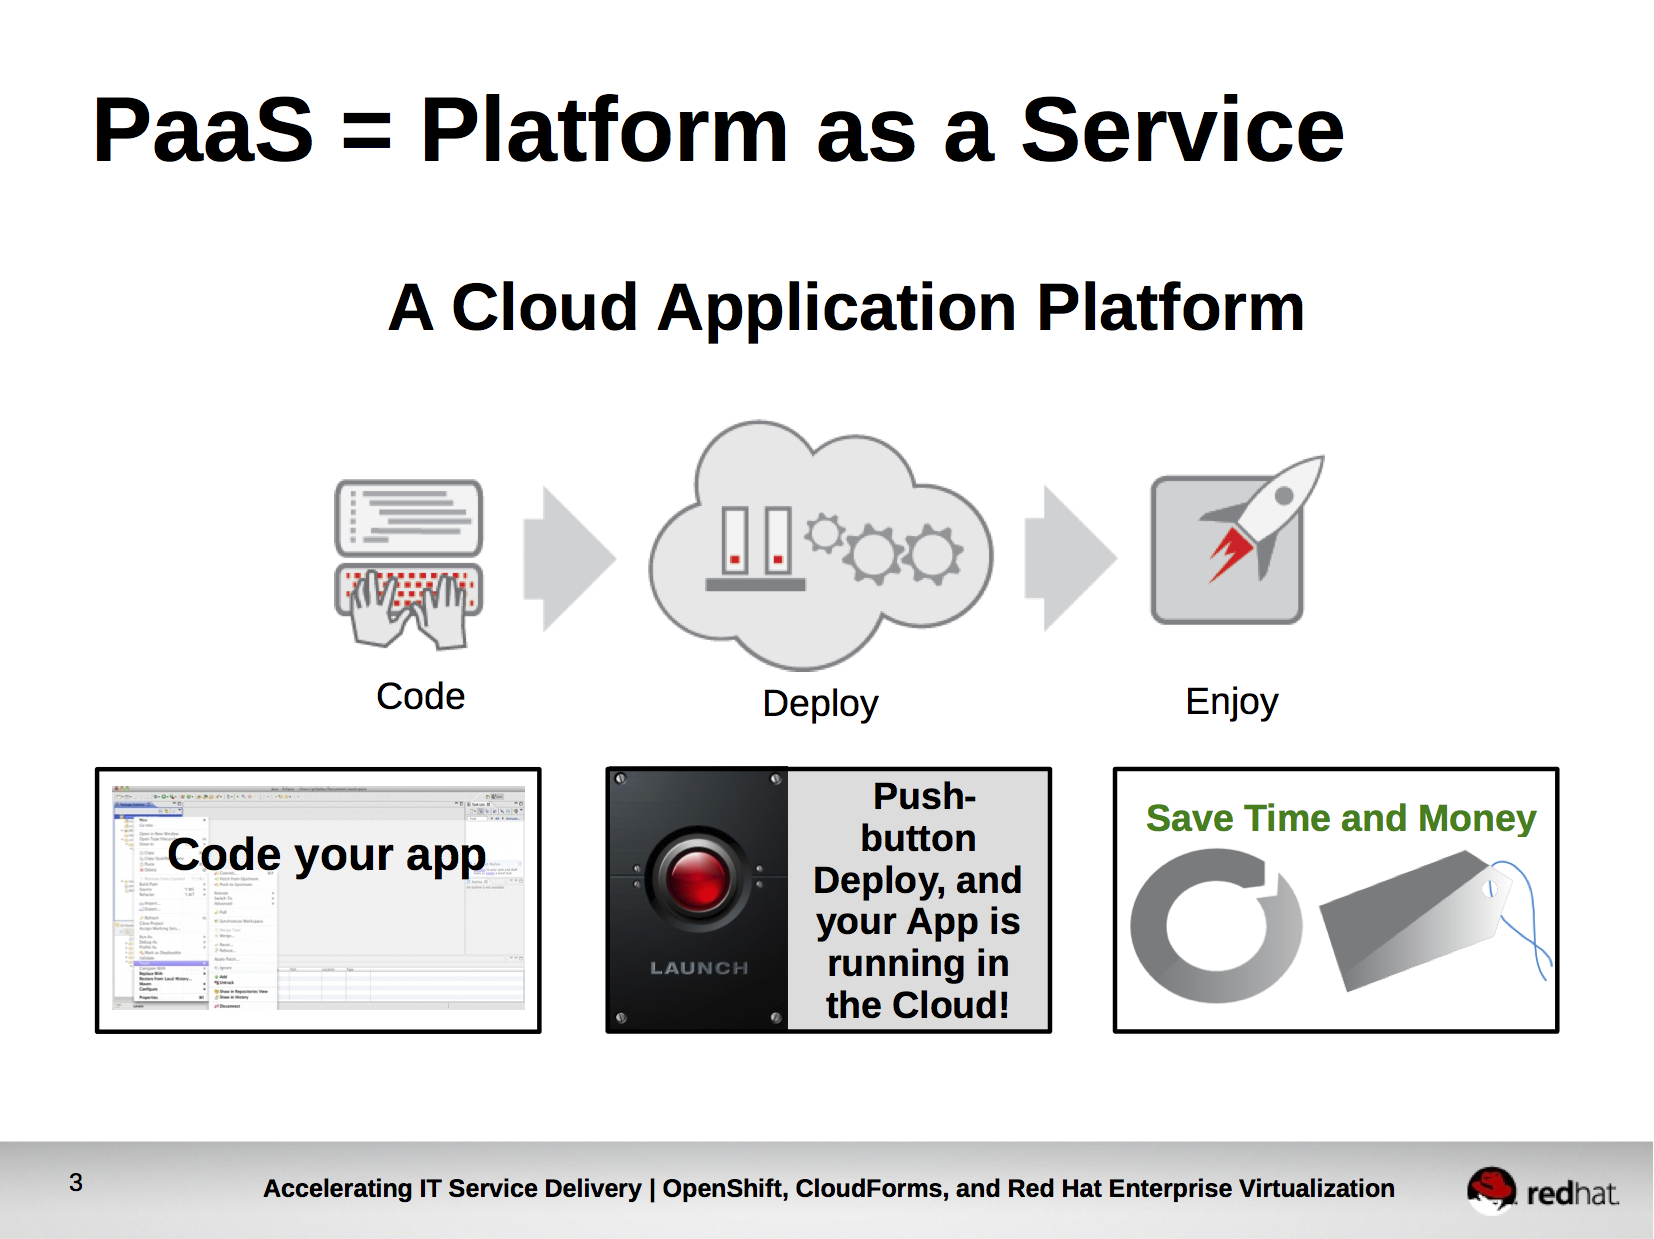 PaaS = Platform as a Service
A Cloud Application Platform
Code
Deploy
Enjoy
Code your app
LAUNCH
Push-
button
Deploy, and
your App is
running in
the Cloud!
Save Time and Money
3
Accelerating IT Service Delivery | OpenShift, CloudForms, and Red Hat Enterprise Virtualization
redhat.